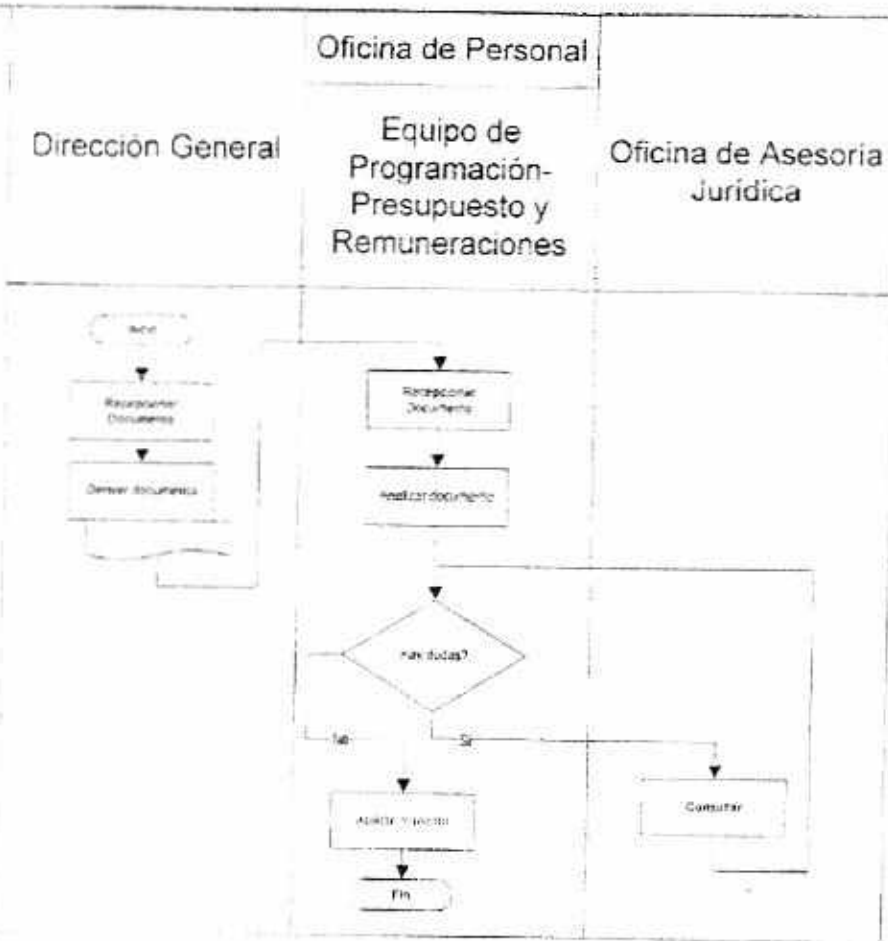 Oficina de Personal
Dirección General
Equipo de
Programación-
Presupuesto y
Remuneraciones
Oficina de Asesoria
Jurídica
Inicio
Recepcionar
Documento
Derivar documento
Recepcionar
Documento
Analizar documento
Hay dudas?
No
Si
Consultar
Fin